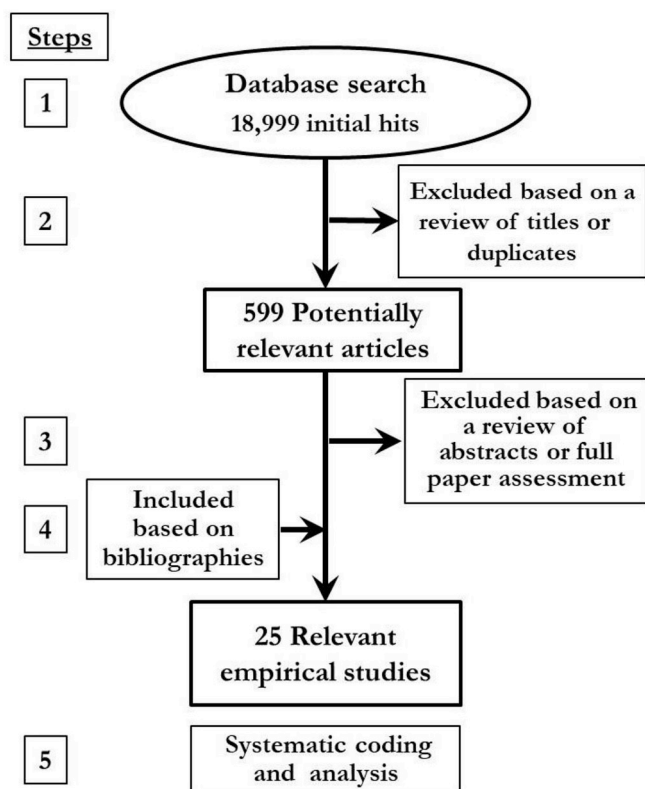 Steps
1
Database search
18,999 initial hits
2
Excluded based on a
review of titles or
duplicates
599 Potentially
relevant articles
3
Excluded based on
a review of
abstracts or full
paper assessment
4
Included
based on
bibliographies
25 Relevant
empirical studies
5
Systematic coding
and analysis